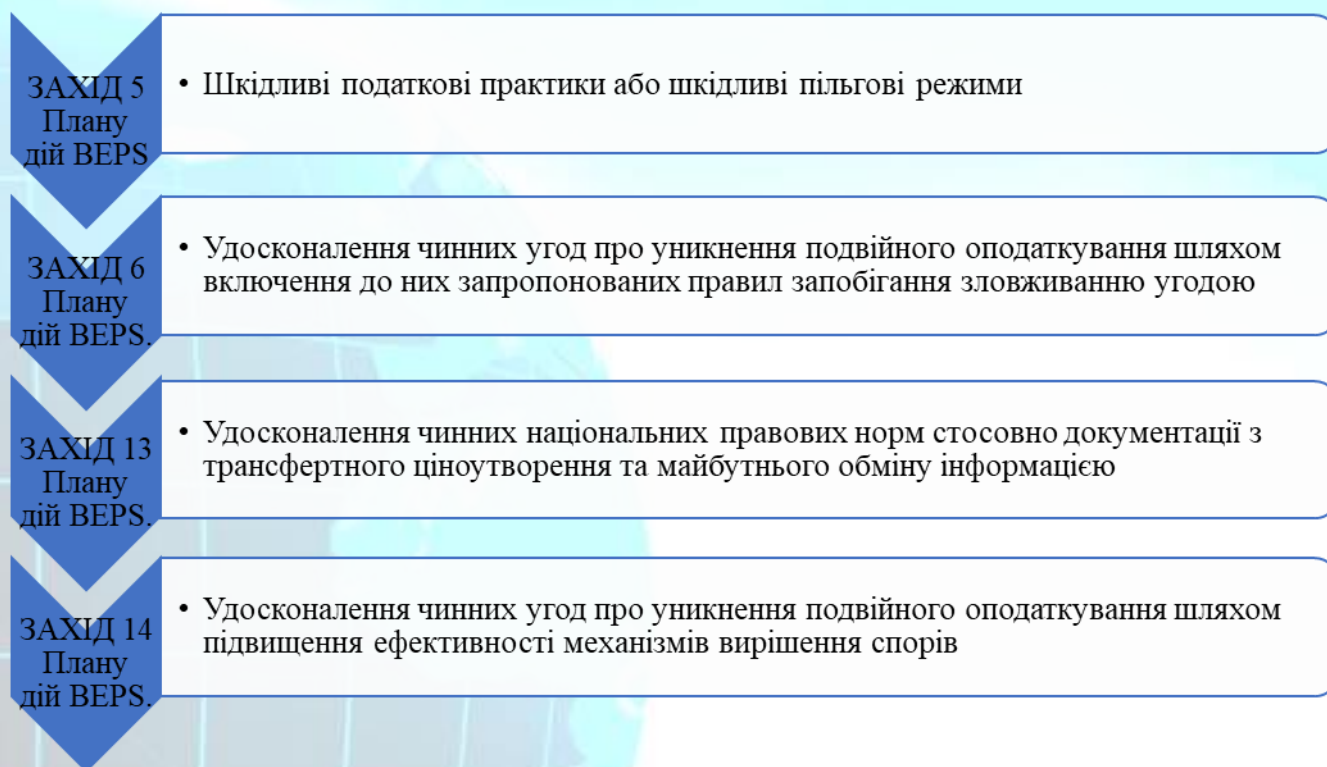 ЗАХІД 5
Плану
дій BEPS
• Шкідливі податкові практики або шкідливі пільгові режими
ЗАХІД 6
Плану
дій BEPS.
• Удосконалення чинних угод про уникнення подвійного оподаткування шляхом
включення до них запропонованих правил запобігання зловживанню угодою
ЗАХІД 13
Плану
дій BEPS.
• Удосконалення чинних національних правових норм стосовно документації з
трансфертного ціноутворення та майбутнього обміну інформацією
ЗАХІД 14
Плану
дій BEPS.
• Удосконалення чинних угод про уникнення подвійного оподаткування шляхом
підвищення ефективності механізмів вирішення спорів